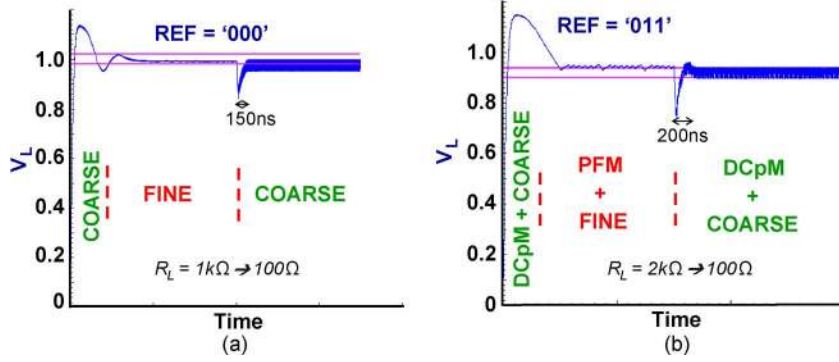 REF = '000'
1.0
0.8
0.6
0.4
0.2
0
V_L
150ns
COARSE
FINE
COARSE
R_L = 1kΩ → 100Ω
Time
(a)
REF = '011'
1.0
0.8
0.6
0.4
0.2
0
V_L
200ns
DCpM + COARSE
PFM
+
FINE
DCpM
+
COARSE
R_L = 2kΩ → 100Ω
Time
(b)